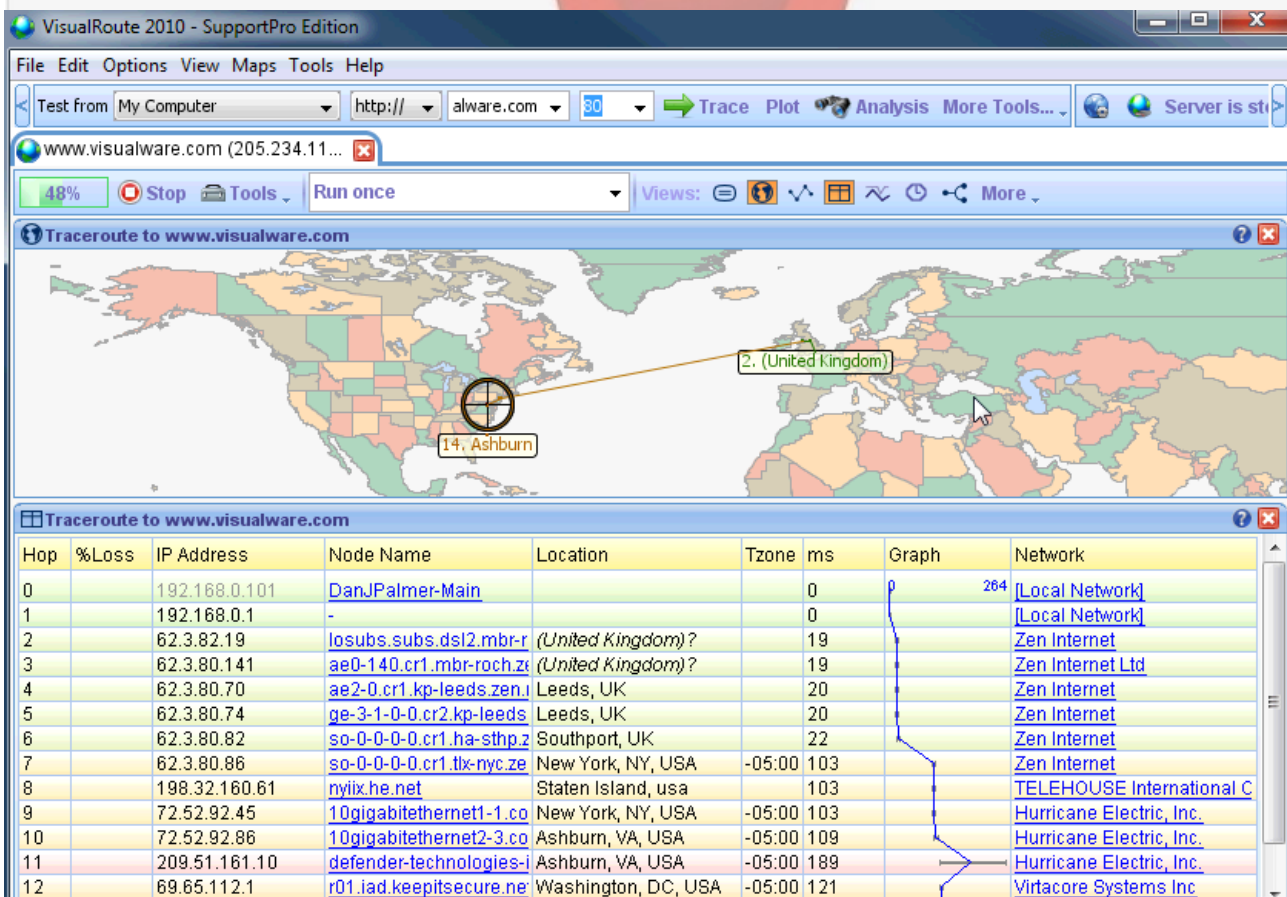 VisualRoute 2010 - SupportPro Edition
File Edit Options View Maps Tools Help
Test from My Computer http:// alware.com 80 Trace Plot Analysis More Tools... Server is sto
www.visualware.com (205.234.11...
48% Stop Tools Run once Views: More
Traceroute to www.visualware.com
2. (United Kingdom)
14. Ashburn
Traceroute to www.visualware.com
Hop %Loss IP Address Node Name Location Tzone ms Graph Network
0 192.168.0.101 DanJPalmer-Main 0 264 [Local Network]
1 192.168.0.1 - 0 [Local Network]
2 62.3.82.19 losubs.subs.dsl2.mbr-r (United Kingdom)? 19 Zen Internet
3 62.3.80.141 ae0-140.cr1.mbr-roch.ze (United Kingdom)? 19 Zen Internet Ltd
4 62.3.80.70 ae2-0.cr1.kp-leeds.zen. Leeds, UK 20 Zen Internet
5 62.3.80.74 ge-3-1-0-0.cr2.kp-leeds Leeds, UK 20 Zen Internet
6 62.3.80.82 so-0-0-0-0.cr1.ha-sthp.z Southport, UK 22 Zen Internet
7 62.3.80.86 so-0-0-0-0.cr1.tlx-nyc.ze New York, NY, USA -05:00 103 Zen Internet
8 198.32.160.61 nyiix.he.net Staten Island, usa 103 TELEHOUSE International C
9 72.52.92.45 10gigabitethernet1-1.co New York, NY, USA -05:00 103 Hurricane Electric, Inc.
10 72.52.92.86 10gigabitethernet2-3.co Ashburn, VA, USA -05:00 109 Hurricane Electric, Inc.
11 209.51.161.10 defender-technologies-i Ashburn, VA, USA -05:00 189 Hurricane Electric, Inc.
12 69.65.112.1 r01.iad.keepitsecure.ne Washington, DC, USA -05:00 121 Virtacore Systems Inc